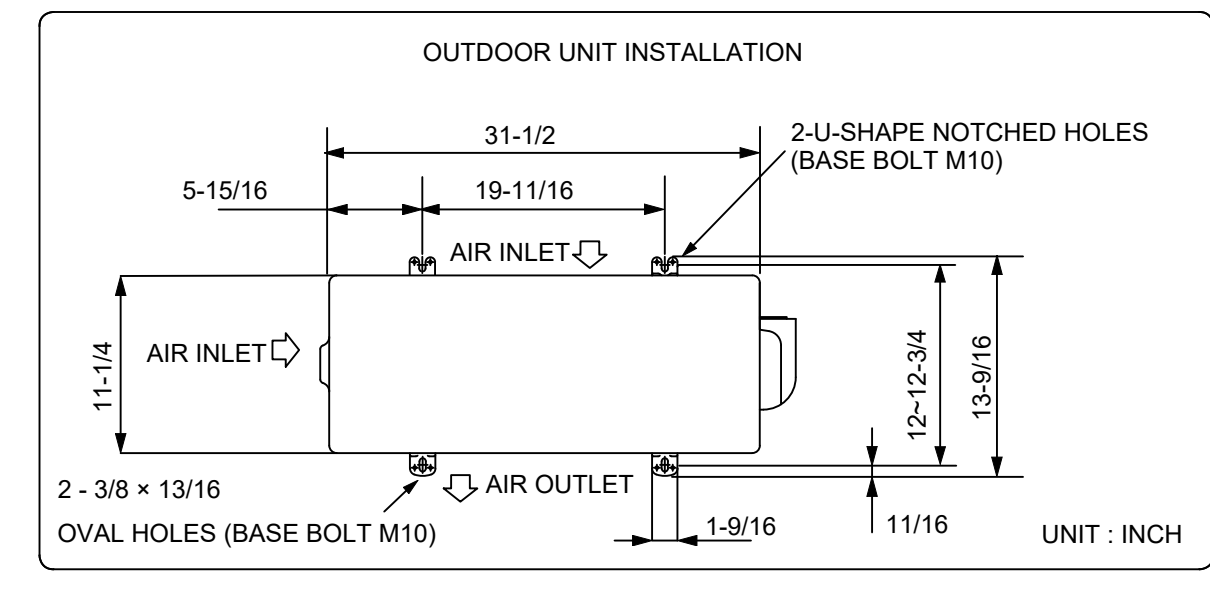 OUTDOOR UNIT INSTALLATION
31-1/2
2-U-SHAPE NOTCHED HOLES
(BASE BOLT M10)
5-15/16
19-11/16
AIR INLET
AIR INLET
11-1/4
12~12-3/4
13-9/16
2 - 3/8 × 13/16
AIR OUTLET
OVAL HOLES (BASE BOLT M10)
1-9/16
11/16
UNIT : INCH